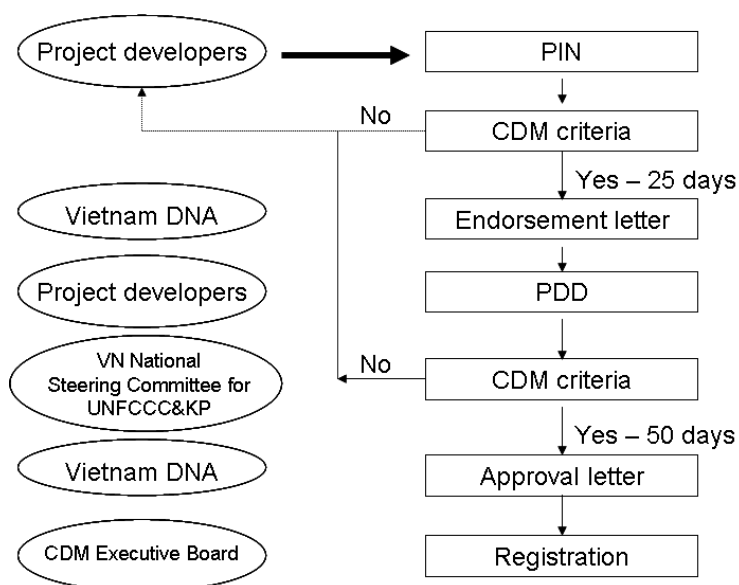 Project developers
PIN
No
CDM criteria
Yes – 25 days
Vietnam DNA
Endorsement letter
Project developers
PDD
VN National
Steering Committee for
UNFCCC&KP
No
CDM criteria
Yes – 50 days
Vietnam DNA
Approval letter
CDM Executive Board
Registration